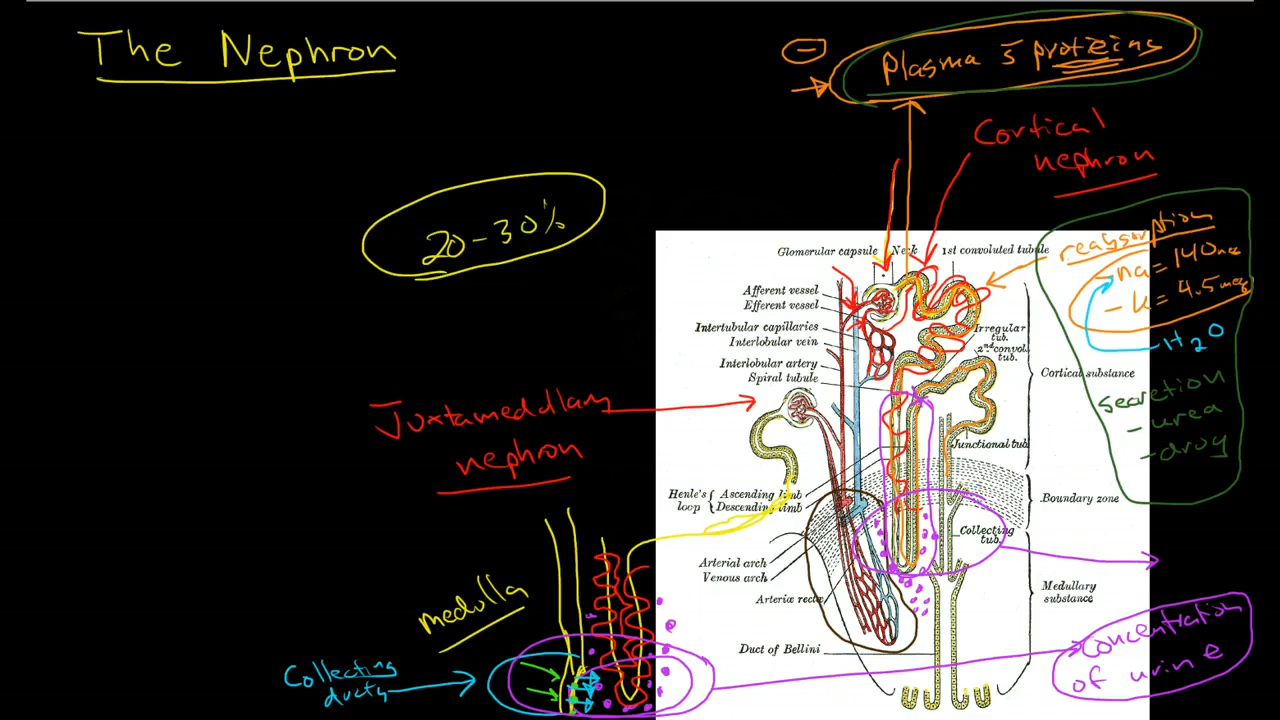 The Nephron
⊖
Plasma s̄ proteins
Cortical
nephron
20-30%
reabsorption
- na = 140 meq
- K = 4.5 meq
H2O
secretion
- urea
- drug
Juxtamedullary
nephron
medulla
Collecting
ducts
concentration
of urine
Glomerular capsule
Neck
1st convoluted tubule
Afferent vessel
Efferent vessel
Intertubular capillaries
Interlobular vein
Interlobular artery
Spiral tubule
Irregular
tub.
2nd convol.
tub.
Cortical substance
Junctional tub.
Henle's loop { Ascending limb
Descending limb
Boundary zone
Collecting
tub.
Arterial arch
Venous arch
Arteriæ rectæ
Medullary
substance
Duct of Bellini